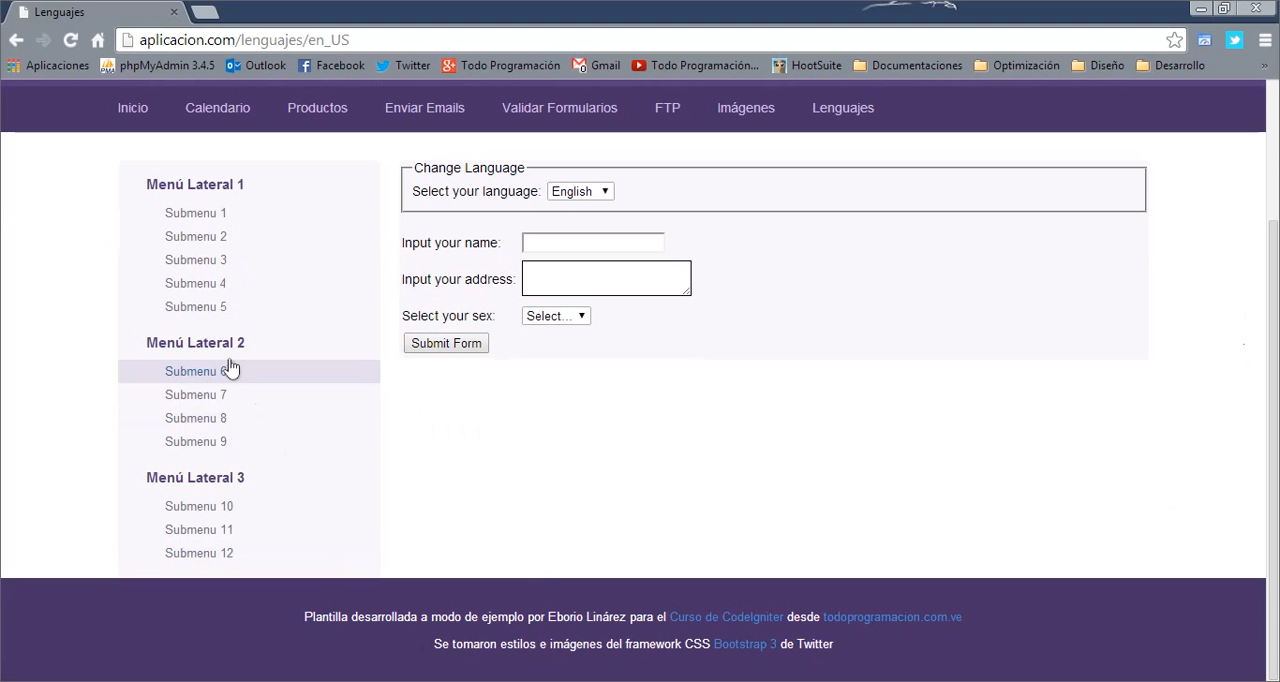 Lenguajes
aplicacion.com/lenguajes/en_US
Aplicaciones phpMyAdmin 3.4.5 Outlook Facebook Twitter Todo Programación Gmail Todo Programación... HootSuite Documentaciones Optimización Diseño Desarrollo »
Inicio Calendario Productos Enviar Emails Validar Formularios FTP Imágenes Lenguajes
Menú Lateral 1
Submenu 1
Submenu 2
Submenu 3
Submenu 4
Submenu 5
Menú Lateral 2
Submenu 6
Submenu 7
Submenu 8
Submenu 9
Menú Lateral 3
Submenu 10
Submenu 11
Submenu 12
Change Language
Select your language: English
Input your name:
Input your address:
Select your sex: Select...
Submit Form
Plantilla desarrollada a modo de ejemplo por Eborio Linárez para el Curso de CodeIgniter desde todoprogramacion.com.ve
Se tomaron estilos e imágenes del framework CSS Bootstrap 3 de Twitter